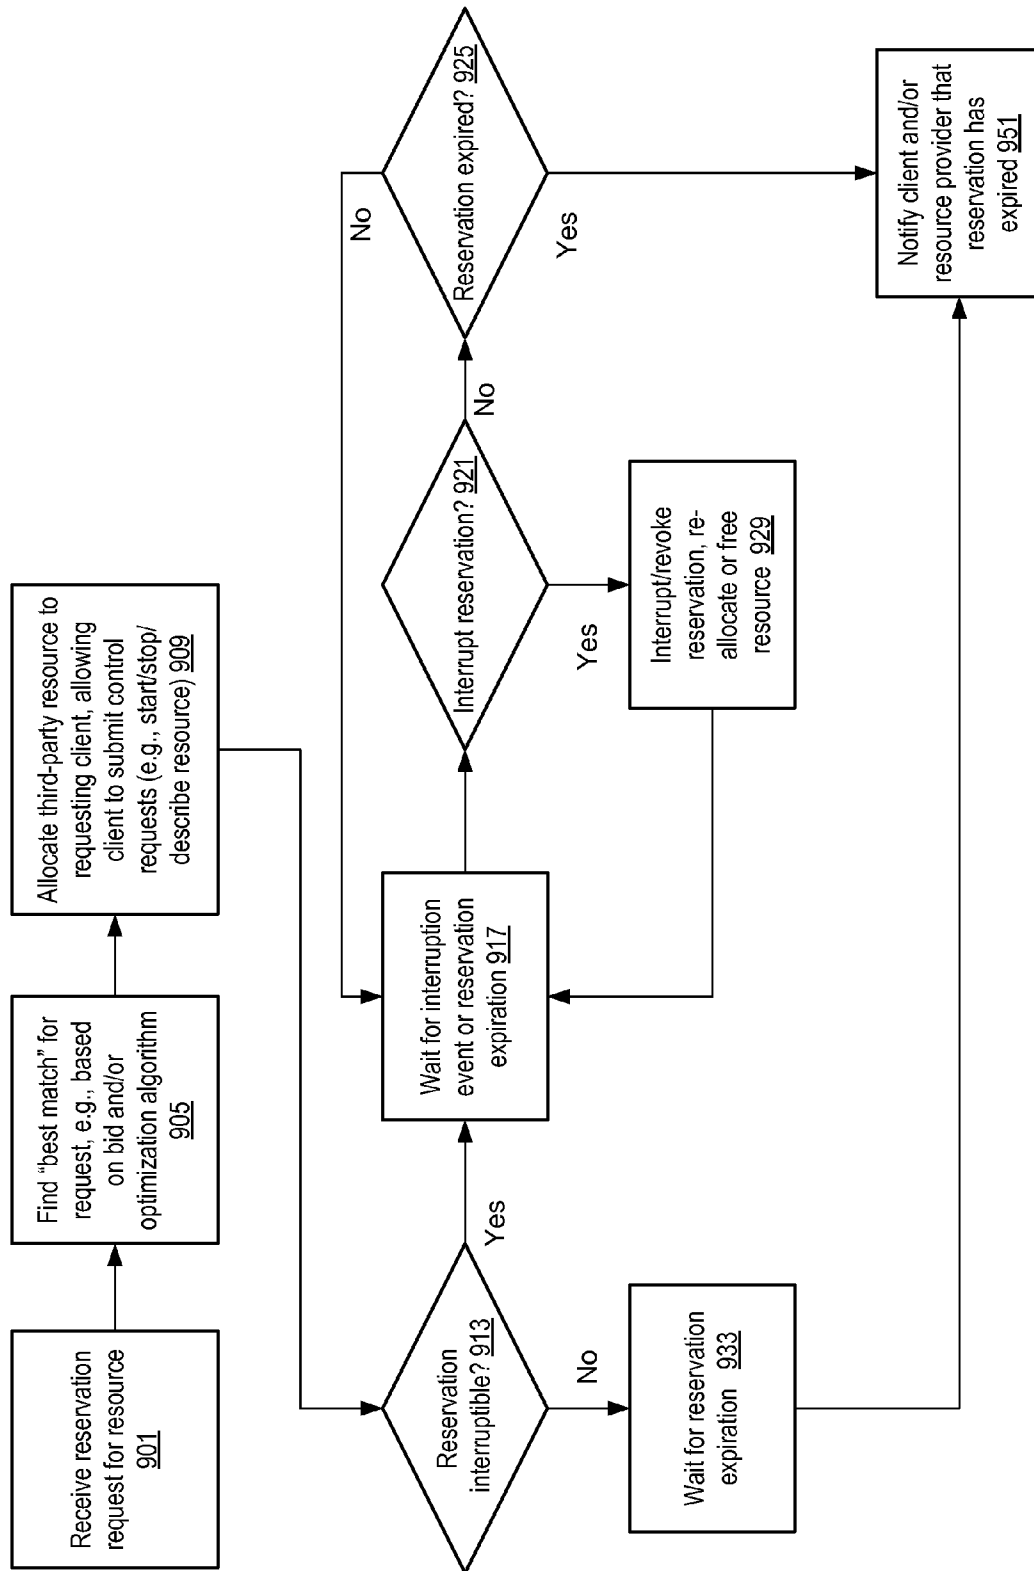 Receive reservation
request for resource
901
Find “best match” for
request, e.g., based
on bid and/or
optimization algorithm
905
Allocate third-party resource to
requesting client, allowing
client to submit control
requests (e.g., start/stop/
describe resource) 909
Reservation
interruptible? 913
Yes
No
Wait for interruption
event or reservation
expiration 917
Interrupt reservation? 921
No
Yes
Reservation expired? 925
No
Yes
Wait for reservation
expiration 933
Interrupt/revoke
reservation, re-
allocate or free
resource 929
Notify client and/or
resource provider that
reservation has
expired 951